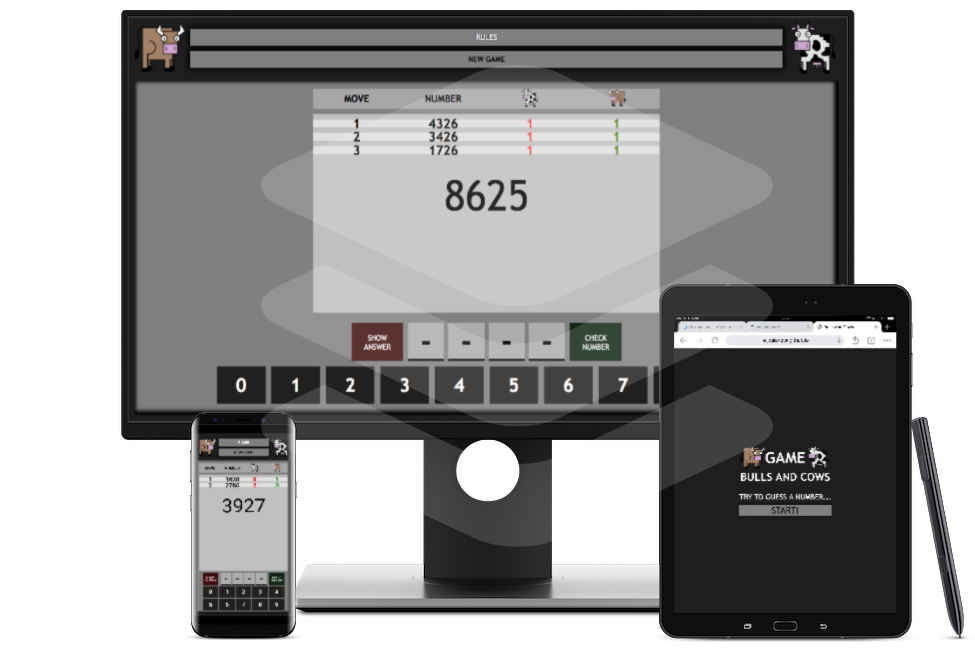 RULES
NEW GAME
MOVE NUMBER
1 4326 1 1
2 3426 1 1
3 1726 1 1
8625
SHOW ANSWER
- - - -
CHECK NUMBER
0 1 2 3 4 5 6 7
3927
0 1 2 3 4
5 6 7 8 9
GAME
BULLS AND COWS
TRY TO GUESS A NUMBER...
START!